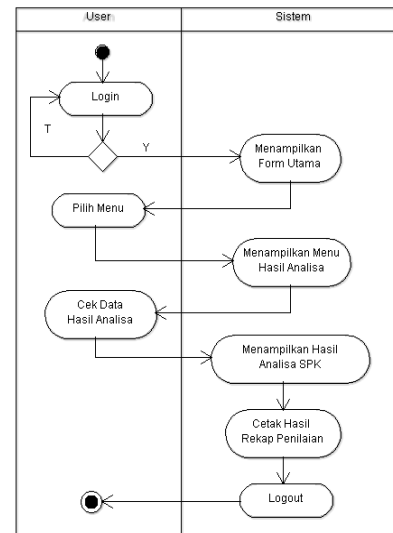 User
Sistem
Login
T
Y
Menampilkan
Form Utama
Pilih Menu
Menampilkan Menu
Hasil Analisa
Cek Data
Hasil Analisa
Menampilkan Hasil
Analisa SPK
Cetak Hasil
Rekap Penilaian
Logout